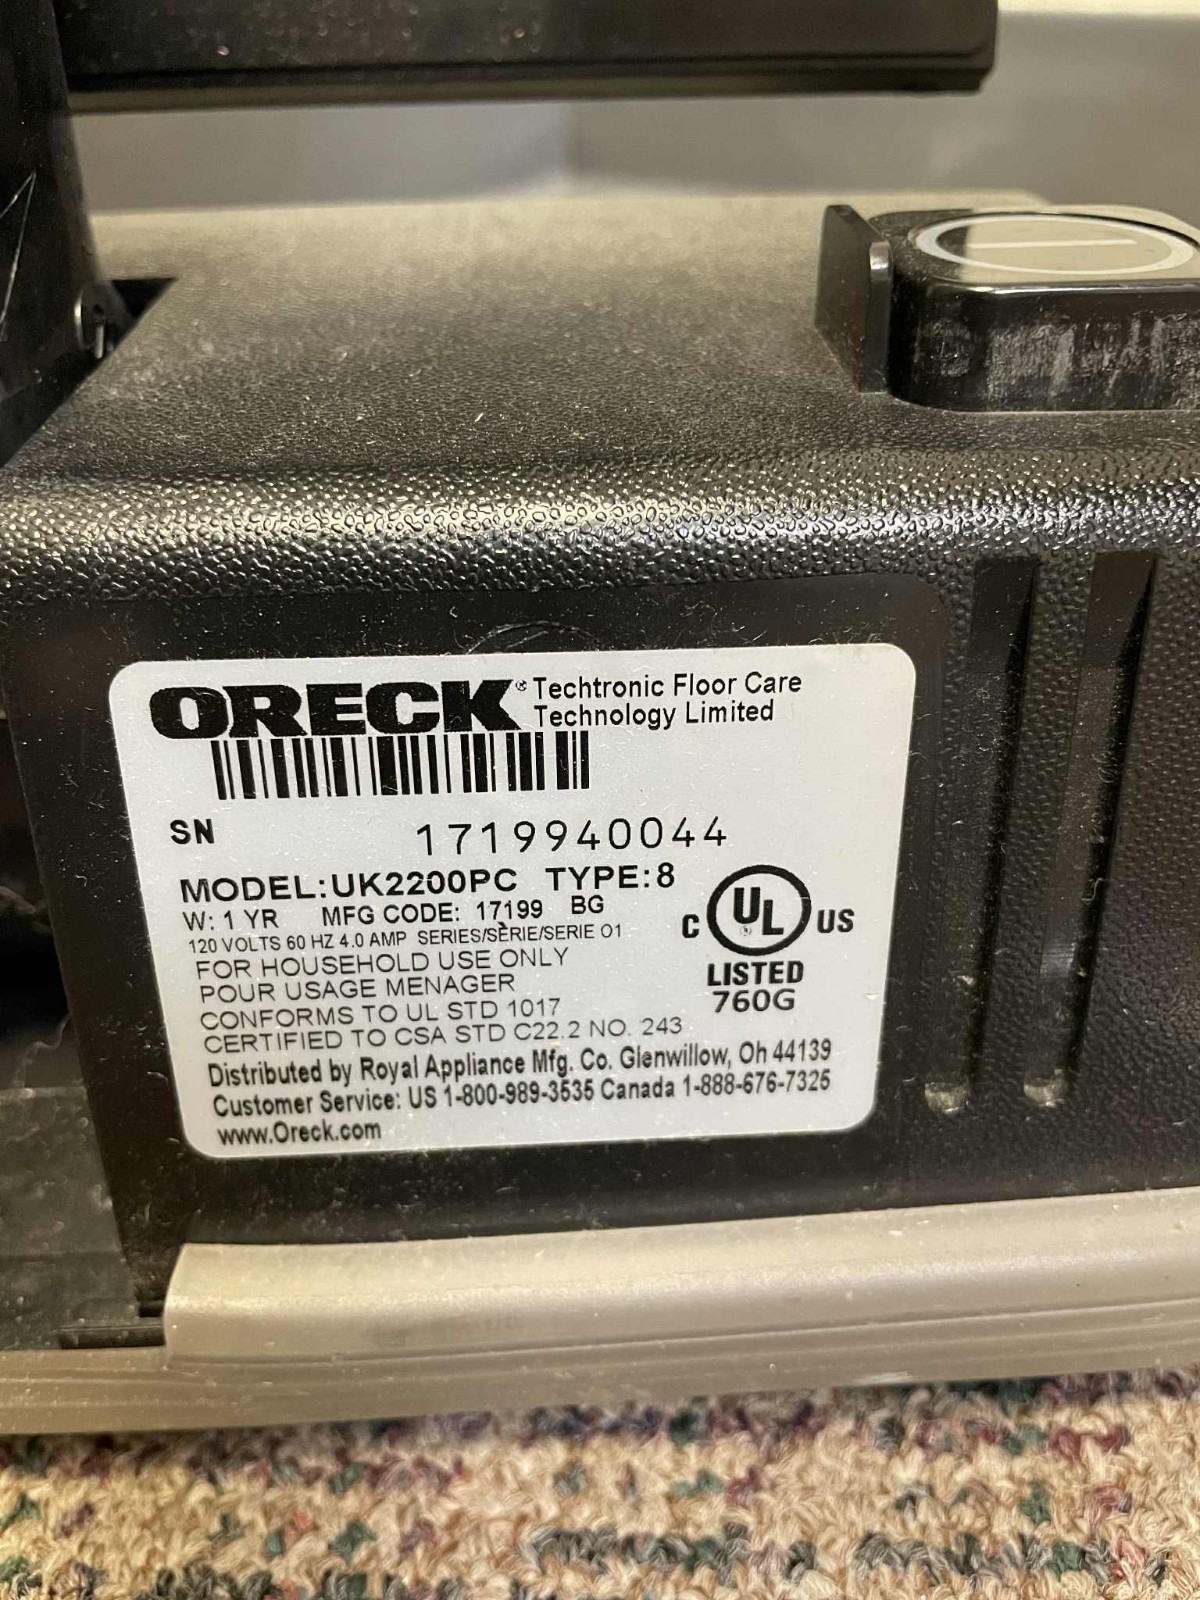 ORECK® Techtronic Floor Care
Technology Limited
SN 1719940044
MODEL:UK2200PC TYPE:8
W: 1 YR MFG CODE: 17199 BG
120 VOLTS 60 HZ 4.0 AMP SERIES/SÈRIE/SERIE 01
FOR HOUSEHOLD USE ONLY
POUR USAGE MENAGER
CONFORMS TO UL STD 1017
CERTIFIED TO CSA STD C22.2 NO. 243
C UL US
LISTED
760G
Distributed by Royal Appliance Mfg. Co. Glenwillow, Oh 44139
Customer Service: US 1-800-989-3535 Canada 1-888-676-7325
www.Oreck.com